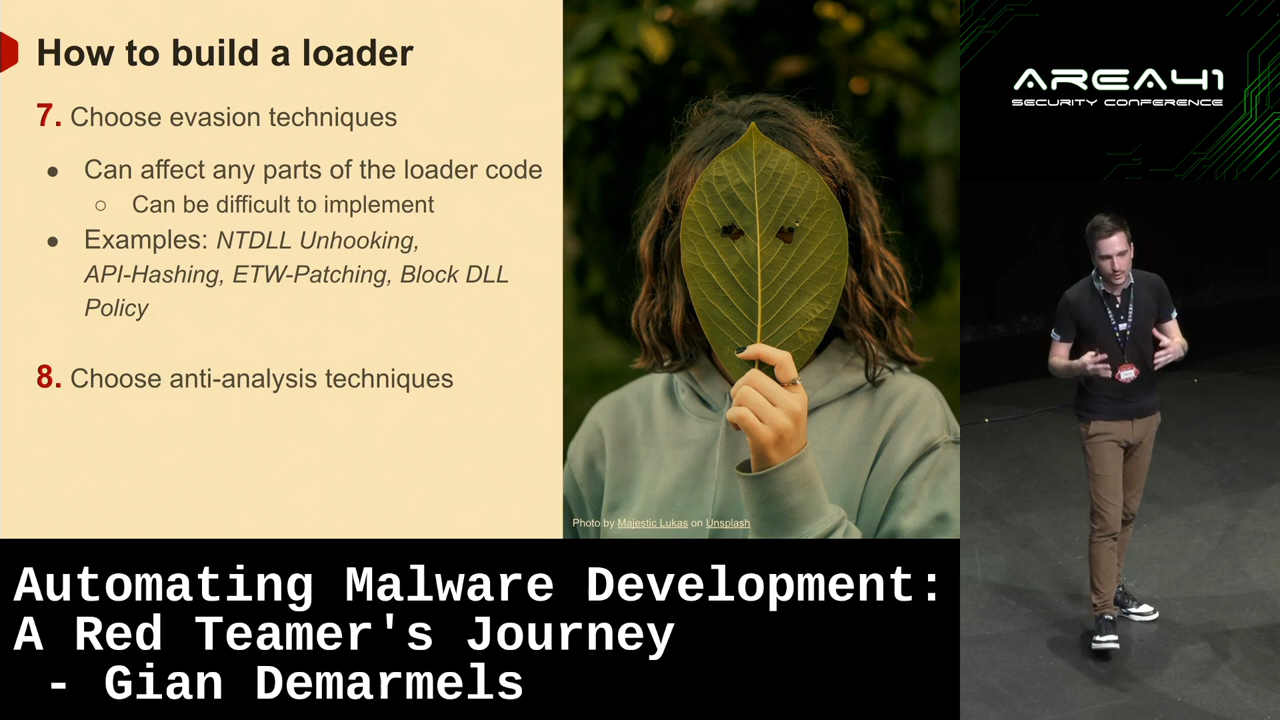 How to build a loader
7. Choose evasion techniques
● Can affect any parts of the loader code
○ Can be difficult to implement
● Examples: NTDLL Unhooking,
API-Hashing, ETW-Patching, Block DLL
Policy
8. Choose anti-analysis techniques
Photo by Majestic Lukas on Unsplash
AREA41
SECURITY CONFERENCE
Automating Malware Development:
A Red Teamer's Journey
- Gian Demarmels